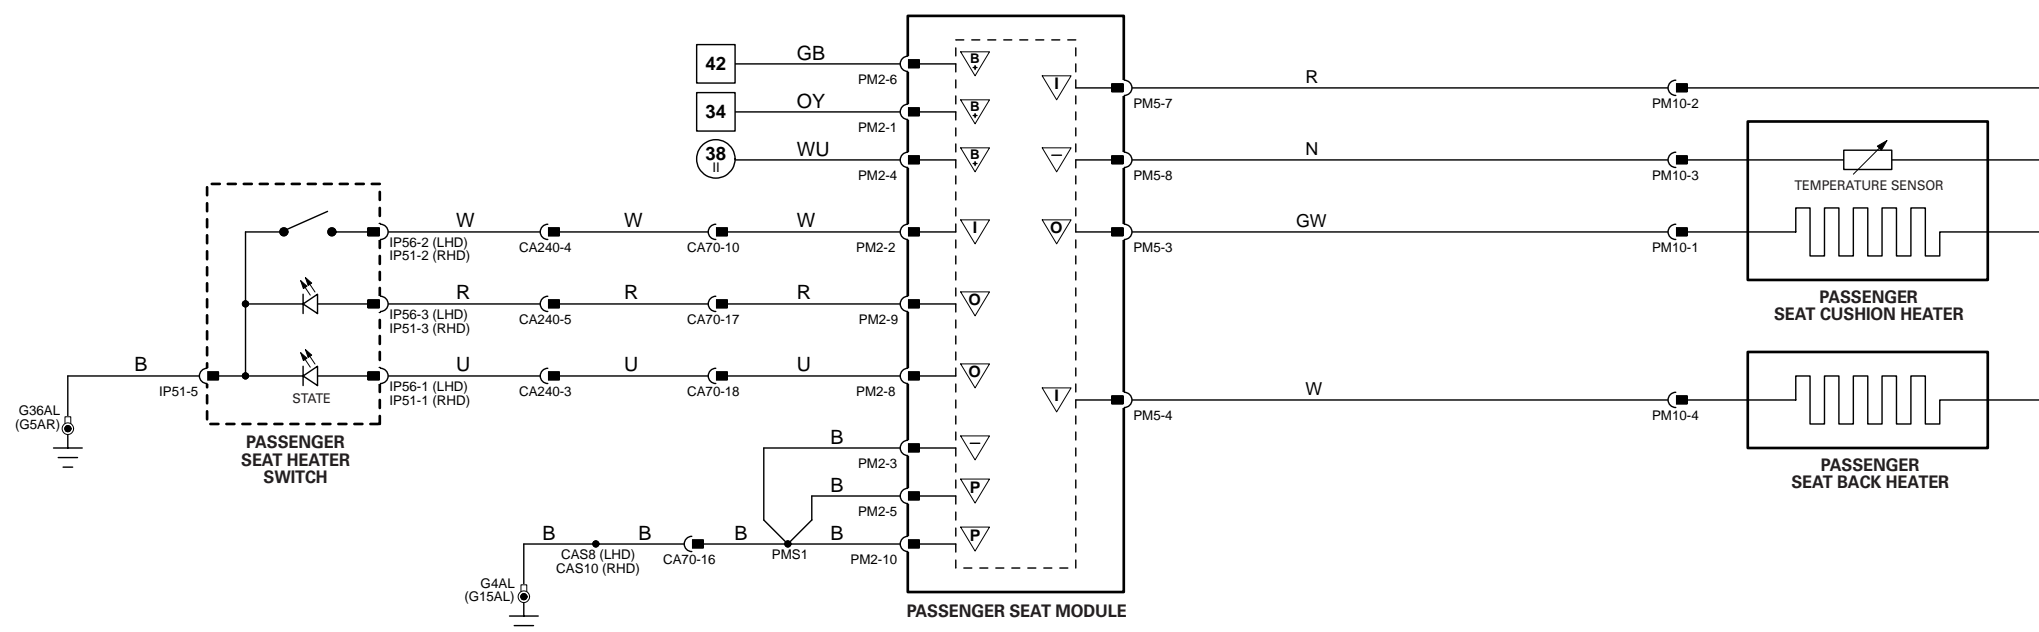 42
GB
PM2-6
B
+
I
PM5-7
R
PM10-2
34
OY
PM2-1
B
+
38
II
WU
PM2-4
B
+
–
PM5-8
N
PM10-3
TEMPERATURE SENSOR
W
W
W
IP56-2 (LHD)
IP51-2 (RHD)
CA240-4
CA70-10
PM2-2
I
O
PM5-3
GW
PM10-1
PASSENGER
SEAT CUSHION HEATER
R
R
R
IP56-3 (LHD)
IP51-3 (RHD)
CA240-5
CA70-17
PM2-9
O
B
IP51-5
STATE
U
U
U
IP56-1 (LHD)
IP51-1 (RHD)
CA240-3
CA70-18
PM2-8
O
I
PM5-4
W
PM10-4
PASSENGER
SEAT BACK HEATER
G36AL
(G5AR)
PASSENGER
SEAT HEATER
SWITCH
B
PM2-3
–
B
PM2-5
P
B
B
B
B
CAS8 (LHD)
CAS10 (RHD)
CA70-16
PMS1
PM2-10
P
G4AL
(G15AL)
PASSENGER SEAT MODULE